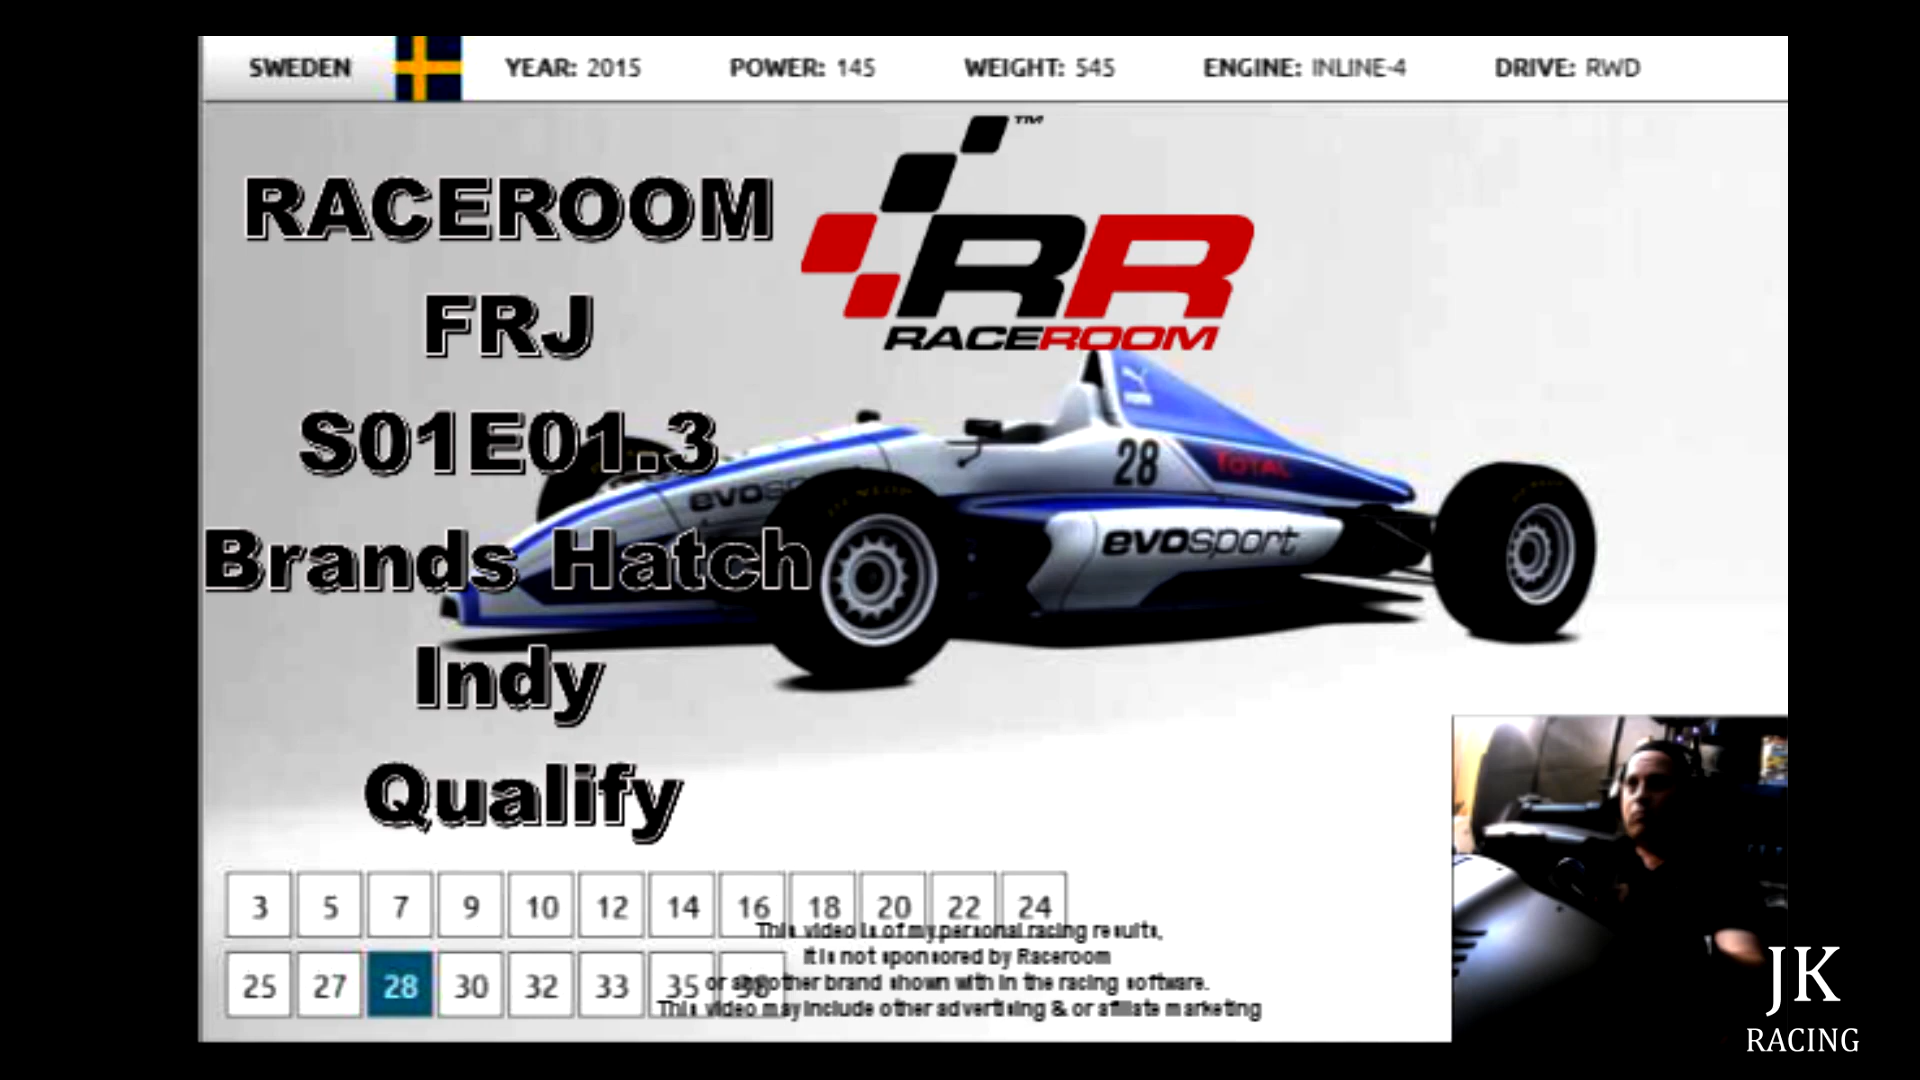 SWEDEN YEAR: 2015 POWER: 145 WEIGHT: 545 ENGINE: INLINE-4 DRIVE: RWD
™
RR
RACEROOM
RACEROOM
FRJ
S01E01.3
Brands Hatch
Indy
Qualify
28
TOTAL
evosport
3 5 7 9 10 12 14 16 18 20 22 24
25 27 28 30 32 33 35
This video is of my personal racing results,
It is not sponsored by Raceroom
or any other brand shown with in the racing software.
This video may include other advertising & or affiliate marketing
JK
RACING